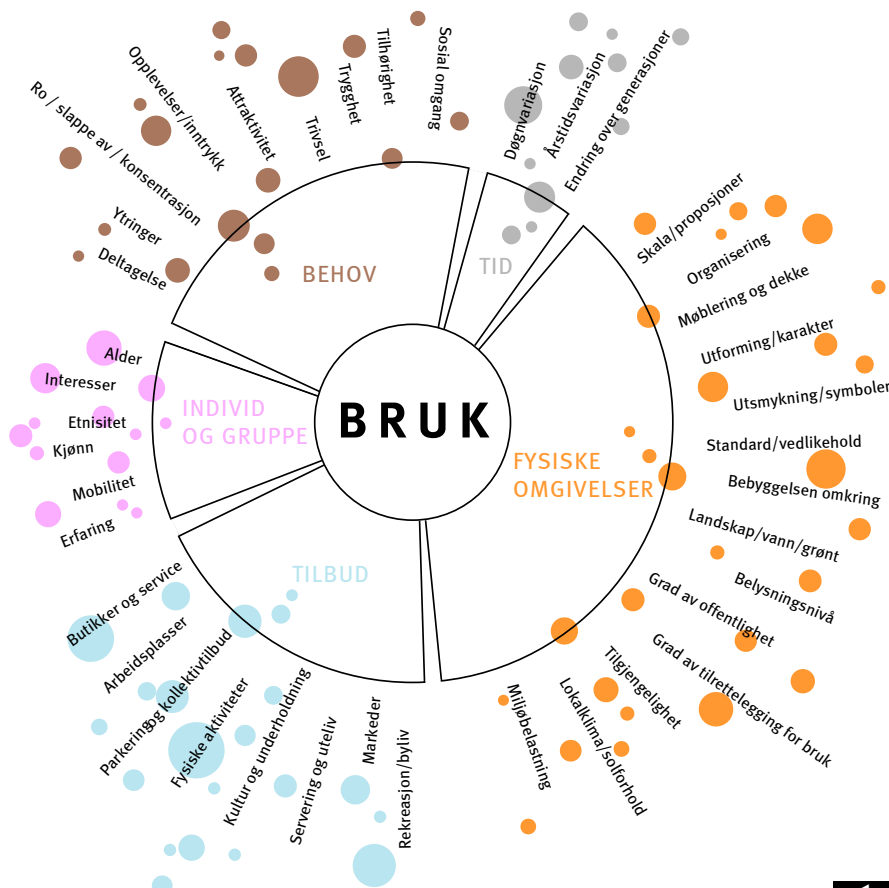 BRUK
BEHOV
Deltagelse
Ytringer
Ro / slappe av / konsentrasjon
Opplevelser/inntrykk
Attraktivitet
Trivsel
Trygghet
Tilhørighet
Sosial omgang
TID
Døgnvariasjon
Årstidsvariasjon
Endring over generasjoner
FYSISKE
OMGIVELSER
Skala/proposjoner
Organisering
Møblering og dekke
Utforming/karakter
Utsmykning/symboler
Standard/vedlikehold
Bebyggelsen omkring
Landskap/vann/grønt
Belysningsnivå
Grad av offentlighet
Grad av tilrettelegging for bruk
Tilgjengelighet
Lokalklima/solforhold
Miljøbelastning
TILBUD
Rekreasjon/byliv
Markeder
Servering og uteliv
Kultur og underholdning
Fysiske aktiviteter
Parkering og kollektivtilbud
Arbeidsplasser
Butikker og service
INDIVID
OG GRUPPE
Erfaring
Mobilitet
Kjønn
Etnisitet
Interesser
Alder